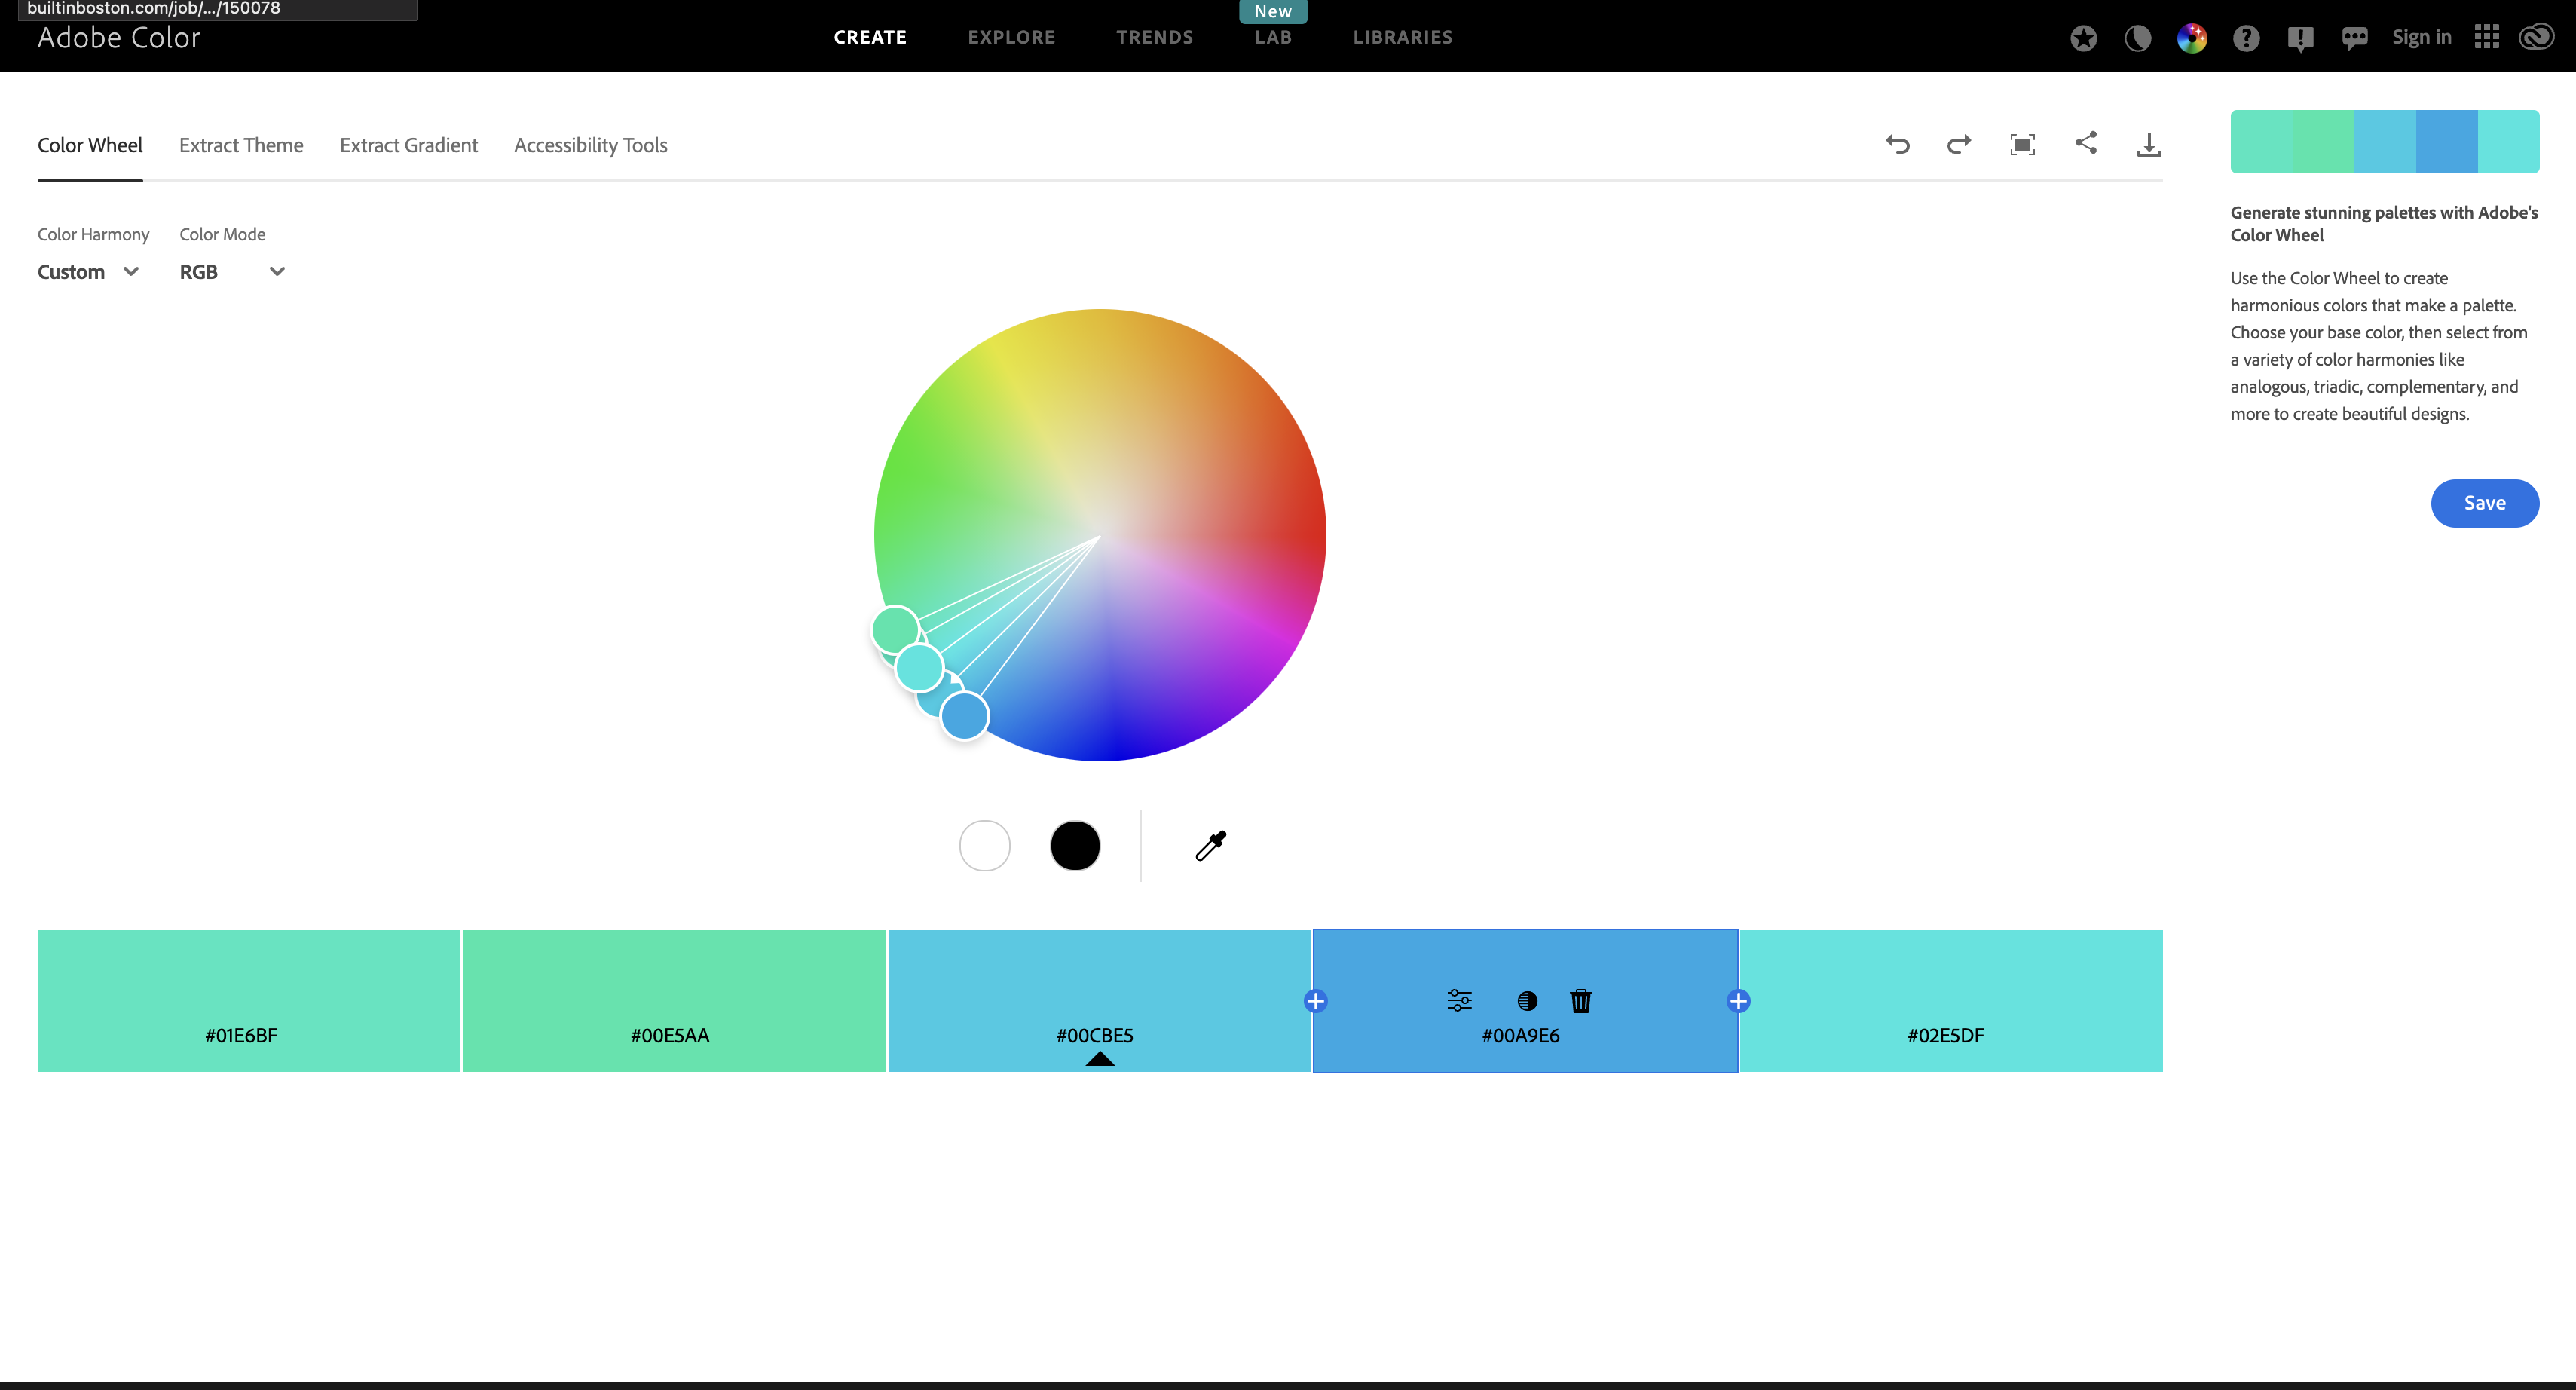 builtinboston.com/job/.../150078
Adobe Color
New
CREATE EXPLORE TRENDS LAB LIBRARIES
Sign in
Color Wheel Extract Theme Extract Gradient Accessibility Tools
Color Harmony Color Mode
Custom RGB
Generate stunning palettes with Adobe's
Color Wheel
Use the Color Wheel to create
harmonious colors that make a palette.
Choose your base color, then select from
a variety of color harmonies like
analogous, triadic, complementary, and
more to create beautiful designs.
Save
#01E6BF #00E5AA #00CBE5 #00A9E6 #02E5DF